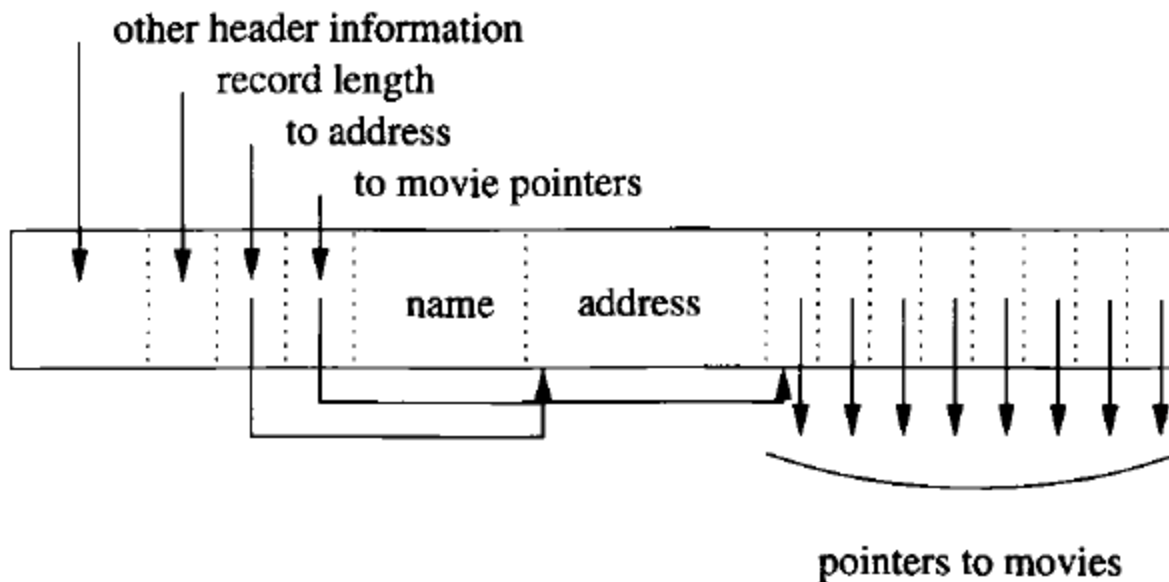 other header information
record length
to address
to movie pointers
name address
pointers to movies